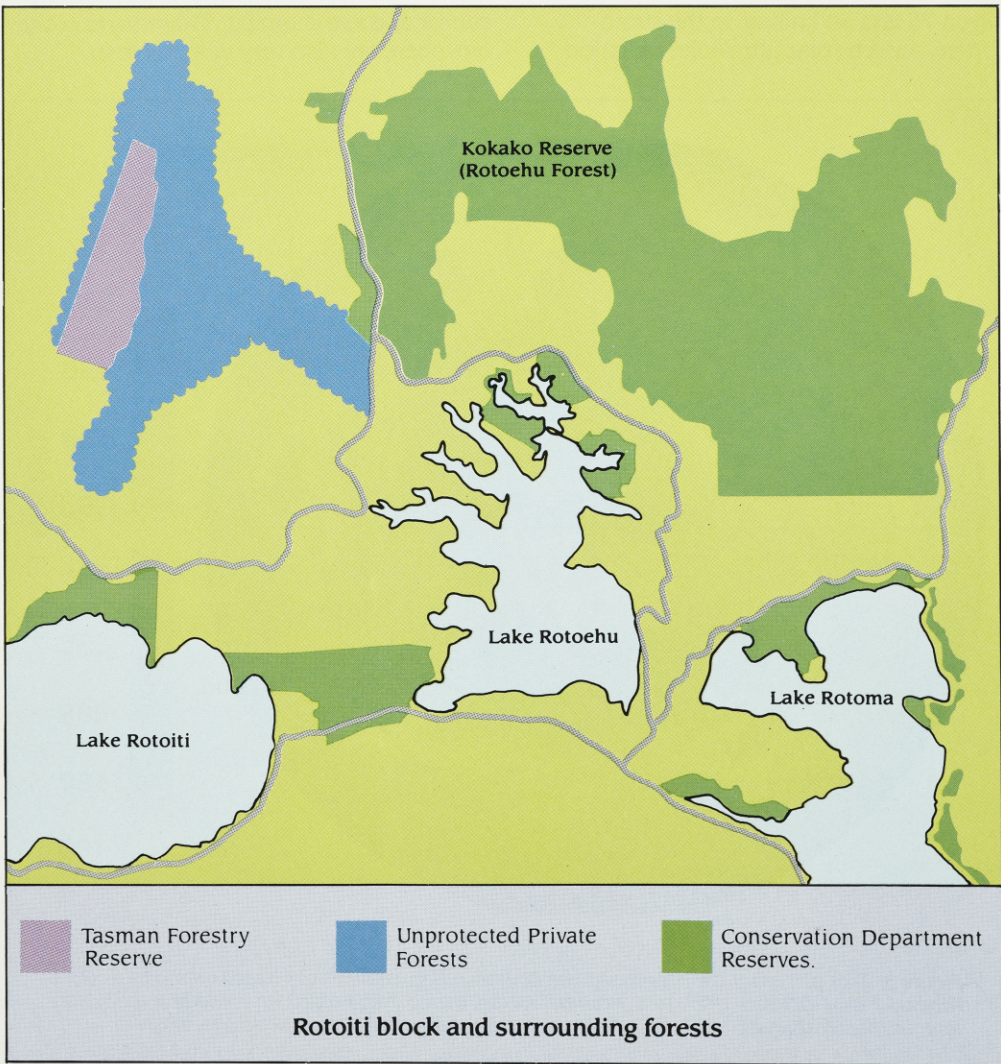 Kokako Reserve
(Rotoehu Forest)
Lake Rotoehu
Lake Rotoma
Lake Rotoiti
Tasman Forestry
Reserve
Unprotected Private
Forests
Conservation Department
Reserves.
Rotoiti block and surrounding forests